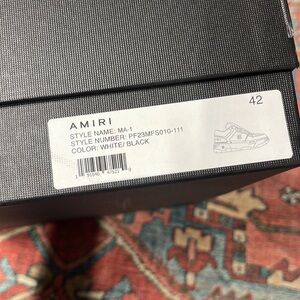 AMIRI
42
STYLE NAME: MA-1
STYLE NUMBER: PF23MFS010-111
COLOR: WHITE/ BLACK